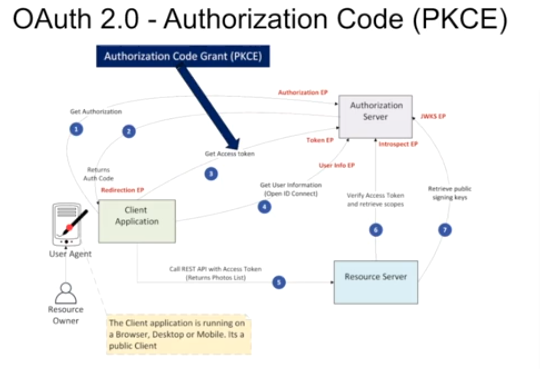 OAuth 2.0 - Authorization Code (PKCE)
Authorization Code Grant (PKCE)
Authorization EP
Get Authorization
Authorization
Server
JWKS EP
1
2
Token EP
Introspect EP
Get Access token
User Info EP
3
Returns
Auth Code
Redirection EP
Get User Information
(Open ID Connect)
4
Verify Access Token
and retrieve scopes
Retrieve public
signing keys
Client
Application
6
7
User Agent
Call REST API with Access Token
(Returns Photos List)
5
Resource Server
Resource
Owner
The Client application is running on
a Browser, Desktop or Mobile. Its a
public Client